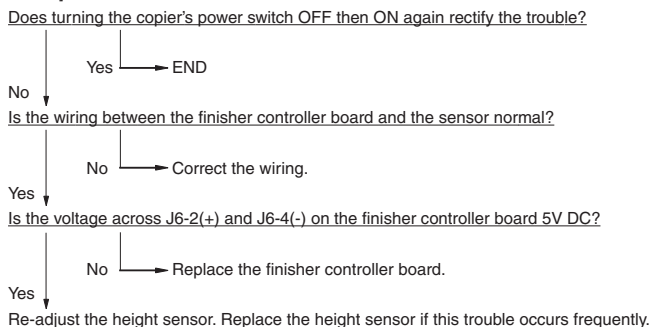 Does turning the copier’s power switch OFF then ON again rectify the trouble?
Yes END
No
Is the wiring between the finisher controller board and the sensor normal?
No Correct the wiring.
Yes
Is the voltage across J6-2(+) and J6-4(-) on the finisher controller board 5V DC?
No Replace the finisher controller board.
Yes
Re-adjust the height sensor. Replace the height sensor if this trouble occurs frequently.